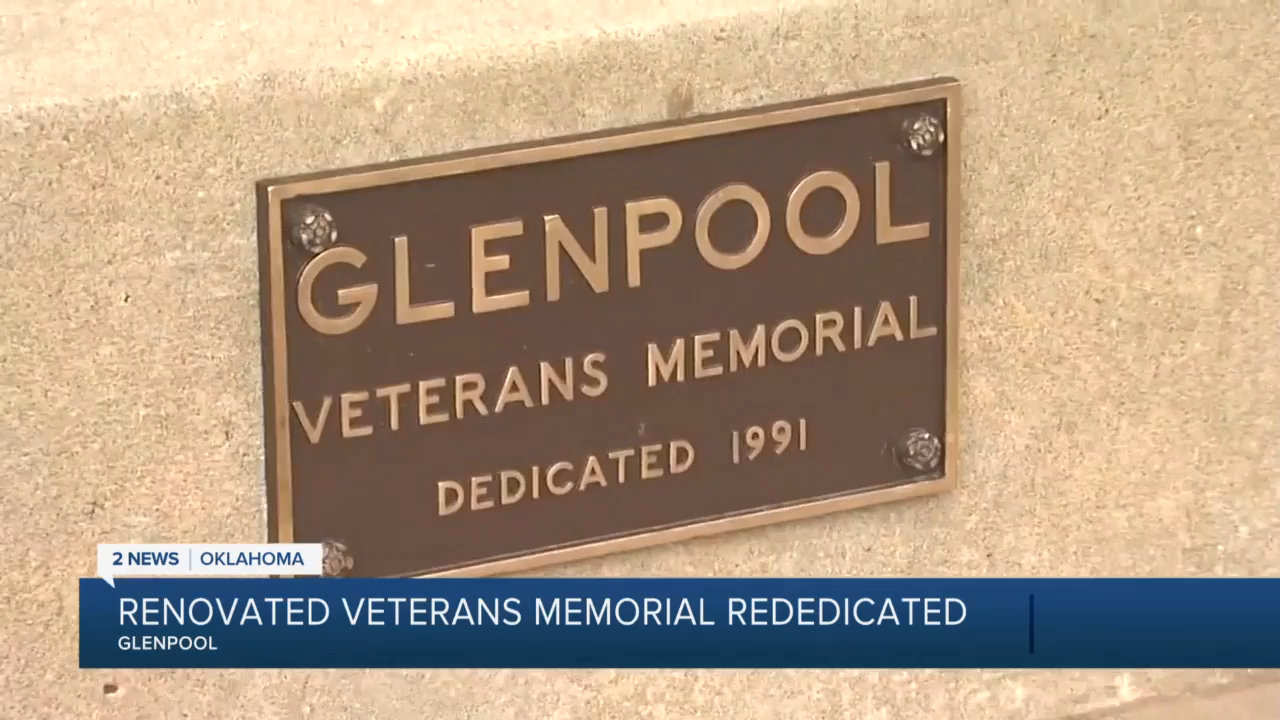 GLENPOOL
VETERANS MEMORIAL
DEDICATED 1991
2 NEWS | OKLAHOMA
RENOVATED VETERANS MEMORIAL REDEDICATED
GLENPOOL